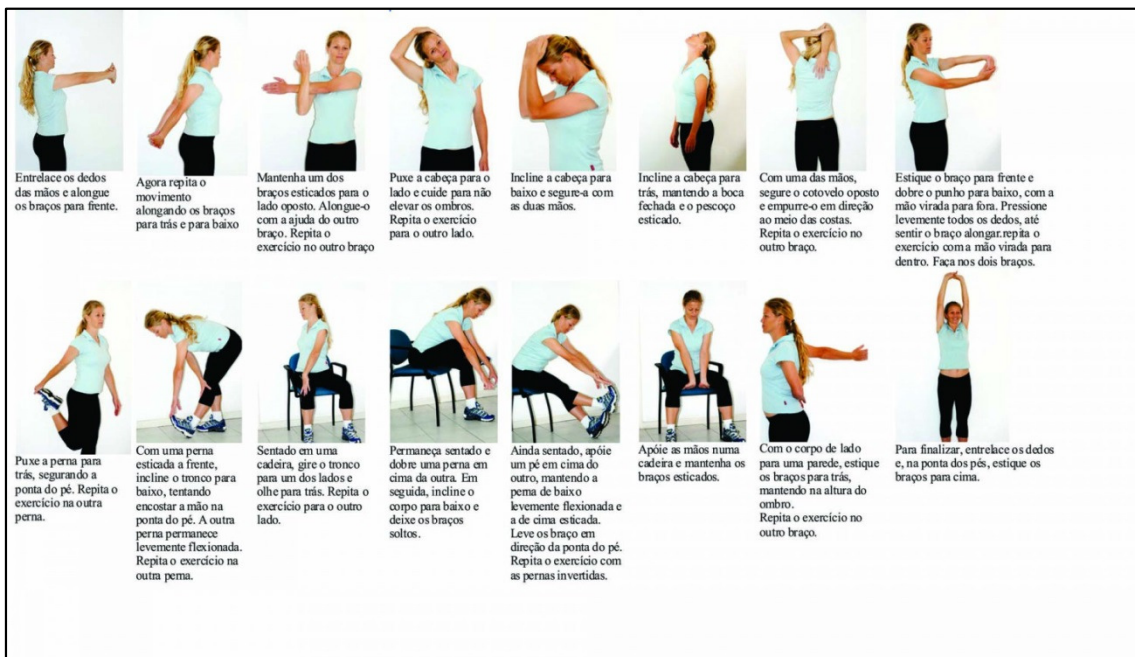 Entrelace os dedos
das mãos e alongue
os braços para frente.
Agora repita o
movimento
alongando os braços
para trás e para baixo
Mantenha um dos
braços esticados para o
lado oposto. Alongue-o
com a ajuda do outro
braço. Repita o
exercício no outro braço
Puxe a cabeça para o
lado e cuide para não
elevar os ombros.
Repita o exercício
para o outro lado.
Incline a cabeça para
baixo e segure-a com
as duas mãos.
Incline a cabeça para
trás, mantendo a boca
fechada e o pescoço
esticado.
Com uma das mãos,
segure o cotovelo oposto
e empurre-o em direção
ao meio das costas.
Repita o exercício no
outro braço.
Estique o braço para frente e
dobre o punho para baixo, com a
mão virada para fora. Pressione
levemente todos os dedos, até
sentir o braço alongar.repita o
exercício com a mão virada para
dentro. Faça nos dois braços.
Puxe a perna para
trás, segurando a
ponta do pé. Repita o
exercício na outra
perna.
Com uma perna
esticada a frente,
incline o tronco para
baixo, tentando
encostar a mão na
ponta do pé. A outra
perna permanece
levemente flexionada.
Repita o exercício na
outra perna.
Sentado em uma
cadeira, gire o tronco
para um dos lados e
olhe para trás. Repita o
exercício para o outro
lado.
Permaneça sentado e
dobre uma perna em
cima da outra. Em
seguida, incline o
corpo para baixo e
deixe os braços
soltos.
Ainda sentado, apóie
um pé em cima do
outro, mantendo a
perna de baixo
levemente flexionada e
a de cima esticada.
Leve os braço em
direção da ponta do pé.
Repita o exercício com
as pernas invertidas.
Apóie as mãos numa
cadeira e mantenha os
braços esticados.
Com o corpo de lado
para uma parede, estique
os braços para trás,
mantendo na altura do
ombro.
Repita o exercício no
outro braço.
Para finalizar, entrelace os dedos
e, na ponta dos pés, estique os
braços para cima.